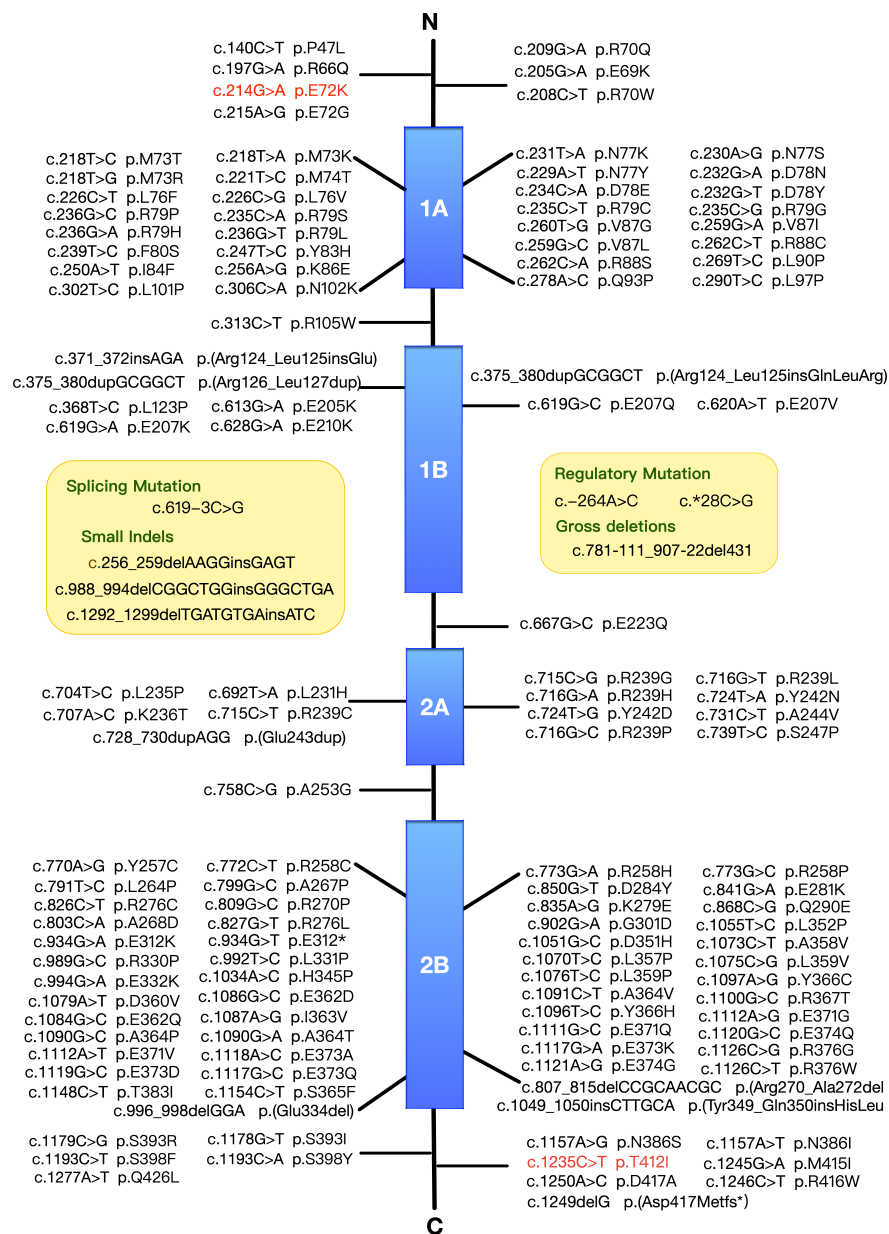 N
c.140C>T p.P47L
c.197G>A p.R66Q
c.214G>A p.E72K
c.215A>G p.E72G
c.209G>A p.R70Q
c.205G>A p.E69K
c.208C>T p.R70W
1A
c.218T>C p.M73T c.218T>A p.M73K
c.218T>G p.M73R c.221T>C p.M74T
c.226C>T p.L76F c.226C>G p.L76V
c.236G>C p.R79P c.235C>A p.R79S
c.236G>A p.R79H c.236G>T p.R79L
c.239T>C p.F80S c.247T>C p.Y83H
c.250A>T p.I84F c.256A>G p.K86E
c.302T>C p.L101P c.306C>A p.N102K
c.231T>A p.N77K c.230A>G p.N77S
c.229A>T p.N77Y c.232G>A p.D78N
c.234C>A p.D78E c.232G>T p.D78Y
c.235C>T p.R79C c.235C>G p.R79G
c.260T>G p.V87G c.259G>A p.V87I
c.259G>C p.V87L c.262C>T p.R88C
c.262C>A p.R88S c.269T>C p.L90P
c.278A>C p.Q93P c.290T>C p.L97P
c.313C>T p.R105W
c.371_372insAGA p.(Arg124_Leu125insGlu)
c.375_380dupGCGGCT p.(Arg126_Leu127dup)
c.368T>C p.L123P c.613G>A p.E205K
c.619G>A p.E207K c.628G>A p.E210K
c.375_380dupGCGGCT p.(Arg124_Leu125insGlnLeuArg)
c.619G>C p.E207Q c.620A>T p.E207V
1B
Splicing Mutation
c.619−3C>G
Small Indels
c.256_259delAAGGinsGAGT
c.988_994delCGGCTGGinsGGGCTGA
c.1292_1299delTGATGTGAinsATC
Regulatory Mutation
c.−264A>C c.*28C>G
Gross deletions
c.781-111_907-22del431
c.667G>C p.E223Q
2A
c.704T>C p.L235P c.692T>A p.L231H
c.707A>C p.K236T c.715C>T p.R239C
c.728_730dupAGG p.(Glu243dup)
c.715C>G p.R239G c.716G>T p.R239L
c.716G>A p.R239H c.724T>A p.Y242N
c.724T>G p.Y242D c.731C>T p.A244V
c.716G>C p.R239P c.739T>C p.S247P
c.758C>G p.A253G
2B
c.770A>G p.Y257C c.772C>T p.R258C
c.791T>C p.L264P c.799G>C p.A267P
c.826C>T p.R276C c.809G>C p.R270P
c.803C>A p.A268D c.827G>T p.R276L
c.934G>A p.E312K c.934G>T p.E312*
c.989G>C p.R330P c.992T>C p.L331P
c.994G>A p.E332K c.1034A>C p.H345P
c.1079A>T p.D360V c.1086G>C p.E362D
c.1084G>C p.E362Q c.1087A>G p.I363V
c.1090G>C p.A364P c.1090G>A p.A364T
c.1112A>T p.E371V c.1118A>C p.E373A
c.1119G>C p.E373D c.1117G>C p.E373Q
c.1148C>T p.T383I c.1154C>T p.S365F
c.996_998delGGA p.(Glu334del)
c.773G>A p.R258H c.773G>C p.R258P
c.850G>T p.D284Y c.841G>A p.E281K
c.835A>G p.K279E c.868C>G p.Q290E
c.902G>A p.G301D c.1055T>C p.L352P
c.1051G>C p.D351H c.1073C>T p.A358V
c.1070T>C p.L357P c.1075C>G p.L359V
c.1076T>C p.L359P c.1097A>G p.Y366C
c.1091C>T p.A364V c.1100G>C p.R367T
c.1096T>C p.Y366H c.1112A>G p.E371G
c.1111G>C p.E371Q c.1120G>C p.E374Q
c.1117G>A p.E373K c.1126C>G p.R376G
c.1121A>G p.E374G c.1126C>T p.R376W
c.807_815delCCGCAACGC p.(Arg270_Ala272del
c.1049_1050insCTTGCA p.(Tyr349_Gln350insHisLeu
c.1179C>G p.S393R c.1178G>T p.S393I
c.1193C>T p.S398F c.1193C>A p.S398Y
c.1277A>T p.Q426L
c.1157A>G p.N386S c.1157A>T p.N386I
c.1235C>T p.T412I c.1245G>A p.M415I
c.1250A>C p.D417A c.1246C>T p.R416W
c.1249delG p.(Asp417Metfs*)
C